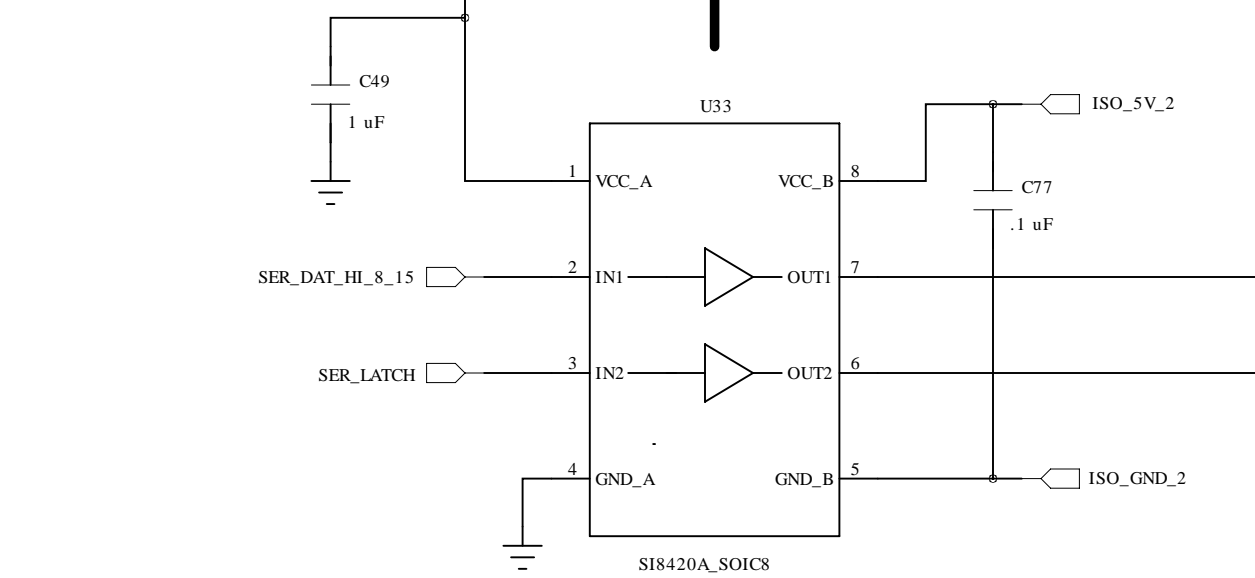 C49
1 uF
U33
ISO_5V_2
1
VCC_A
VCC_B
8
C77
.1 uF
SER_DAT_HI_8_15
2
IN1
OUT1
7
SER_LATCH
3
IN2
OUT2
6
4
GND_A
GND_B
5
ISO_GND_2
SI8420A_SOIC8